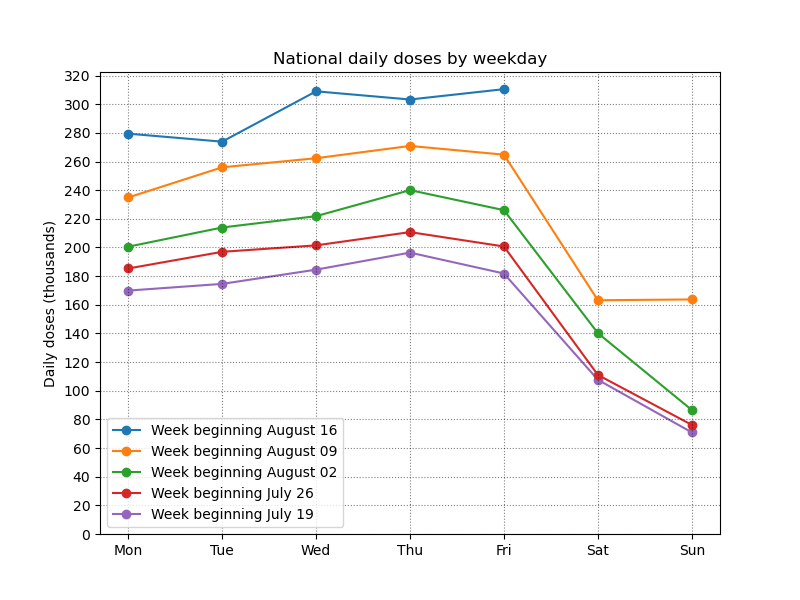 National daily doses by weekday
Daily doses (thousands)
320
300
280
260
240
220
200
180
160
140
120
100
80
60
40
20
0
Week beginning August 16
Week beginning August 09
Week beginning August 02
Week beginning July 26
Week beginning July 19
Mon Tue Wed Thu Fri Sat Sun